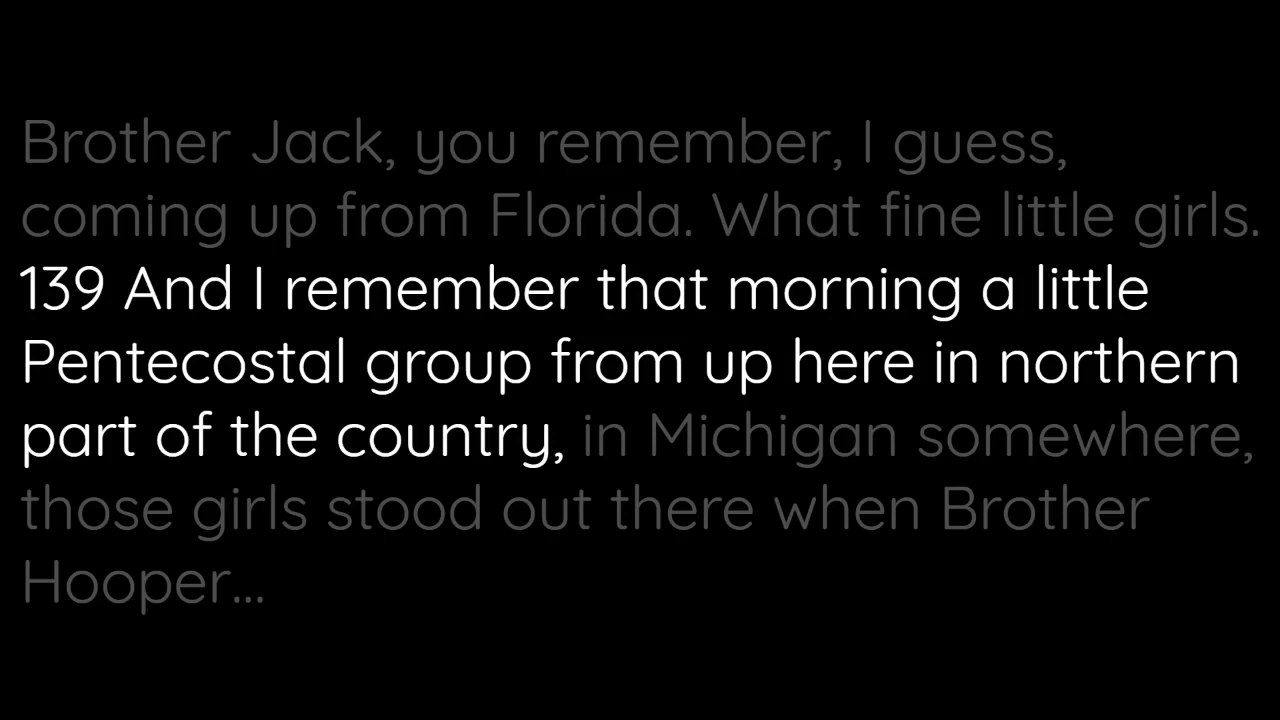 Brother Jack, you remember, I guess,
coming up from Florida. What fine little girls.
139 And I remember that morning a little
Pentecostal group from up here in northern
part of the country, in Michigan somewhere,
those girls stood out there when Brother
Hooper...